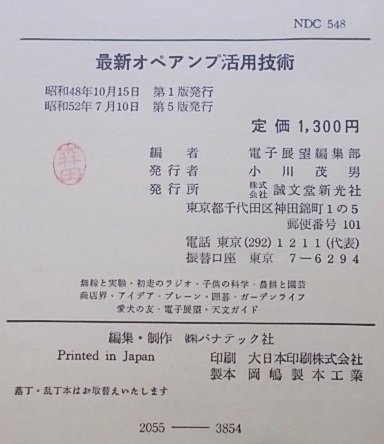 NDC 548
最新オペアンプ活用技術
昭和48年10月15日 第1版発行
昭和52年7月10日 第5版発行
定価 1,300円
編者 電子展望編集部
発行者 小川茂男
発行所 株式会社 誠文堂新光社
東京都千代田区神田錦町1の5
郵便番号 101
電話 東京(292)1211(代表)
振替口座 東京 7-6294
無線と実験・初歩のラジオ・子供の科学・農耕と園芸
商店界・アイデア・ブレーン・囲碁・ガーデンライフ
愛犬の友・電子展望・天文ガイド
編集・制作 ㈱パナテック社
Printed in Japan 印刷 大日本印刷株式会社
製本 岡嶋製本工業
落丁・乱丁本はお取替えいたします
2055 —— 3854